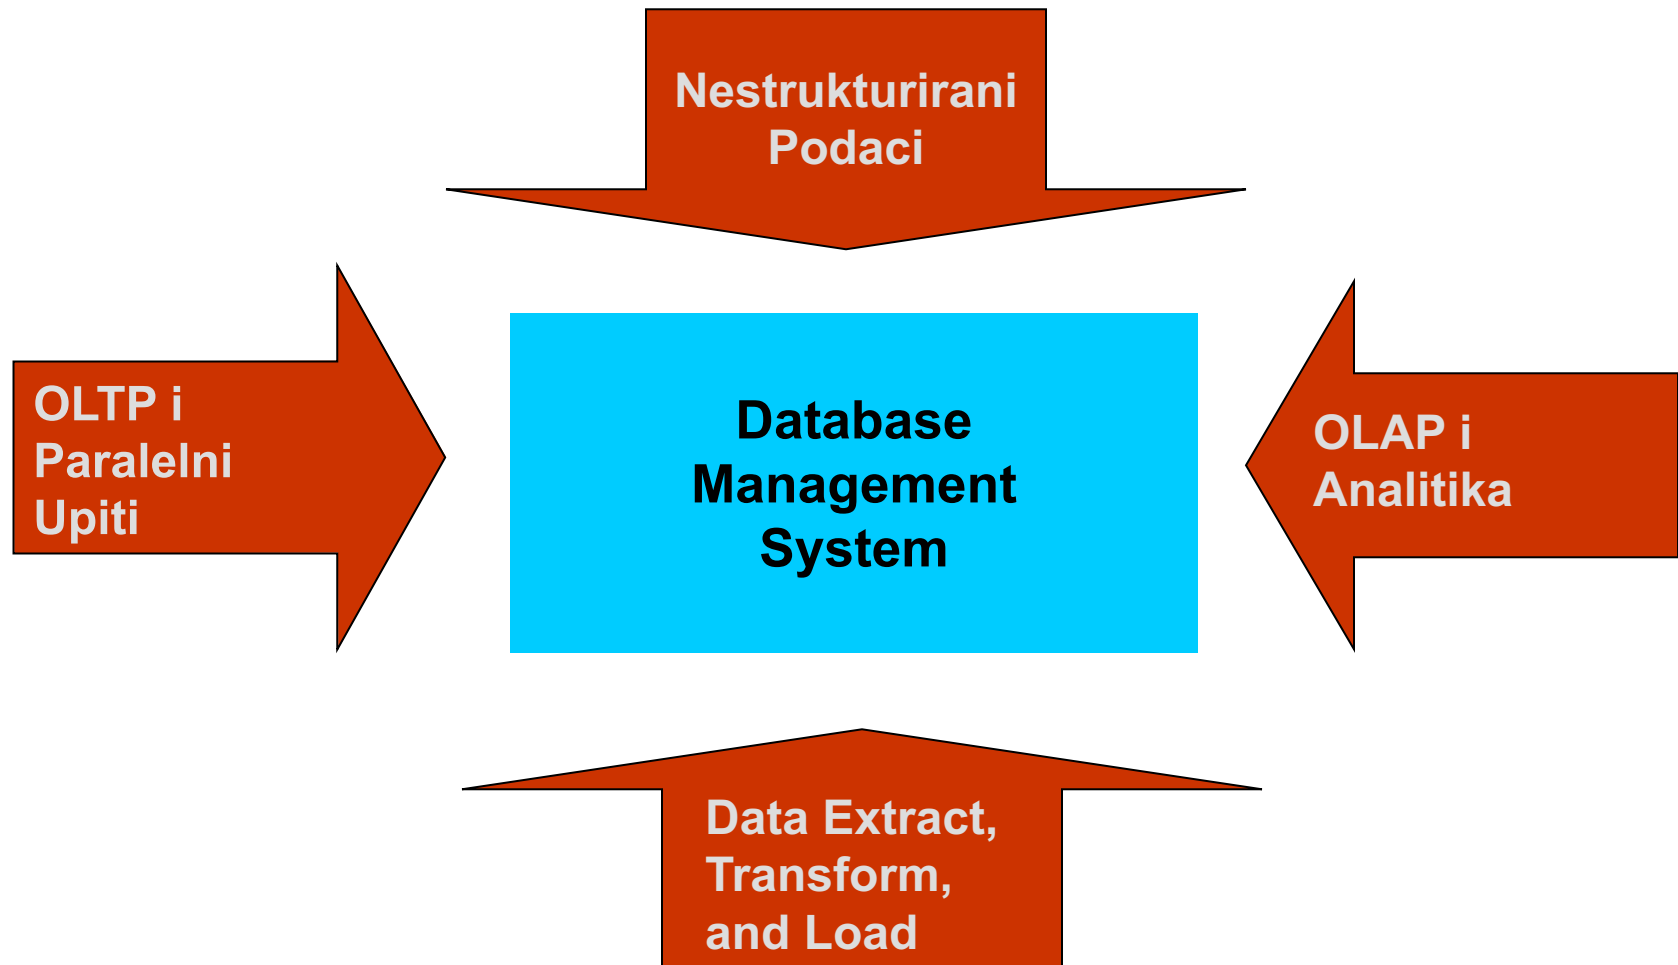 Nestrukturirani
Podaci
OLTP i
Paralelni
Upiti
Database
Management
System
OLAP i
Analitika
Data Extract,
Transform,
and Load